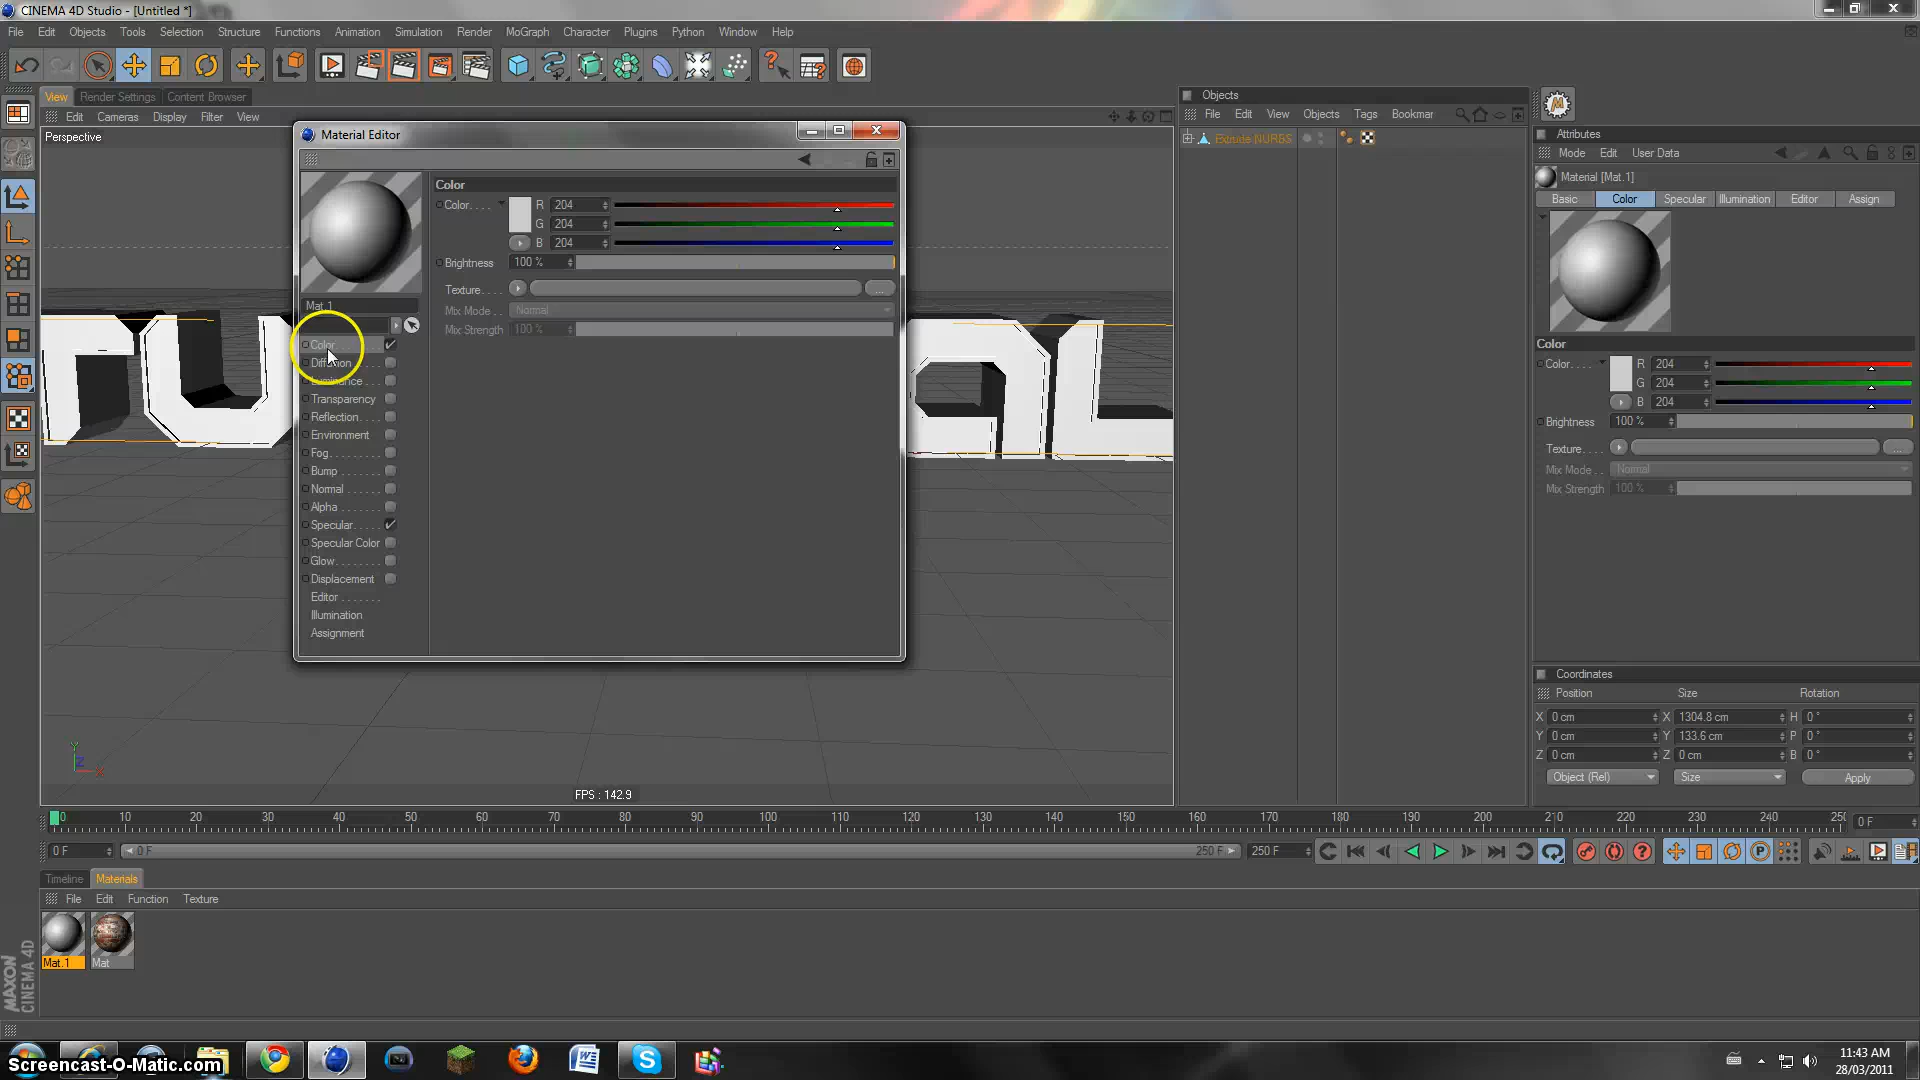 CINEMA 4D Studio - [Untitled *]
File Edit Objects Tools Selection Structure Functions Animation Simulation Render MoGraph Character Plugins Python Window Help
View Render Settings Content Browser
Edit Cameras Display Filter View
Perspective
Material Editor
Mat.1
Color
Diffusion
Luminance
Transparency
Reflection
Environment
Fog
Bump
Normal
Alpha
Specular
Specular Color
Glow
Displacement
Editor
Illumination
Assignment
Color
Color R 204
G 204
B 204
Brightness 100 %
Texture ...
Mix Mode Normal
Mix Strength 100 %
FPS : 142.9
Y
Z
X
Objects
File Edit View Objects Tags Bookmar
Extrude NURBS
Attributes
Mode Edit User Data
Material [Mat.1]
Basic Color Specular Illumination Editor Assign
Color
Color R 204
G 204
B 204
Brightness 100 %
Texture ...
Mix Mode Normal
Mix Strength 100 %
Coordinates
Position Size Rotation
X 0 cm X 1304.8 cm H 0 °
Y 0 cm Y 133.6 cm P 0 °
Z 0 cm Z 0 cm B 0 °
Object (Rel) Size Apply
0 10 20 30 40 50 60 70 80 90 100 110 120 130 140 150 160 170 180 190 200 210 220 230 240 250 0 F
0 F 0 F 250 F 250 F
Timeline Materials
File Edit Function Texture
Mat.1 Mat
MAXON
CINEMA 4D
Screencast-O-Matic.com
11:43 AM
28/03/2011